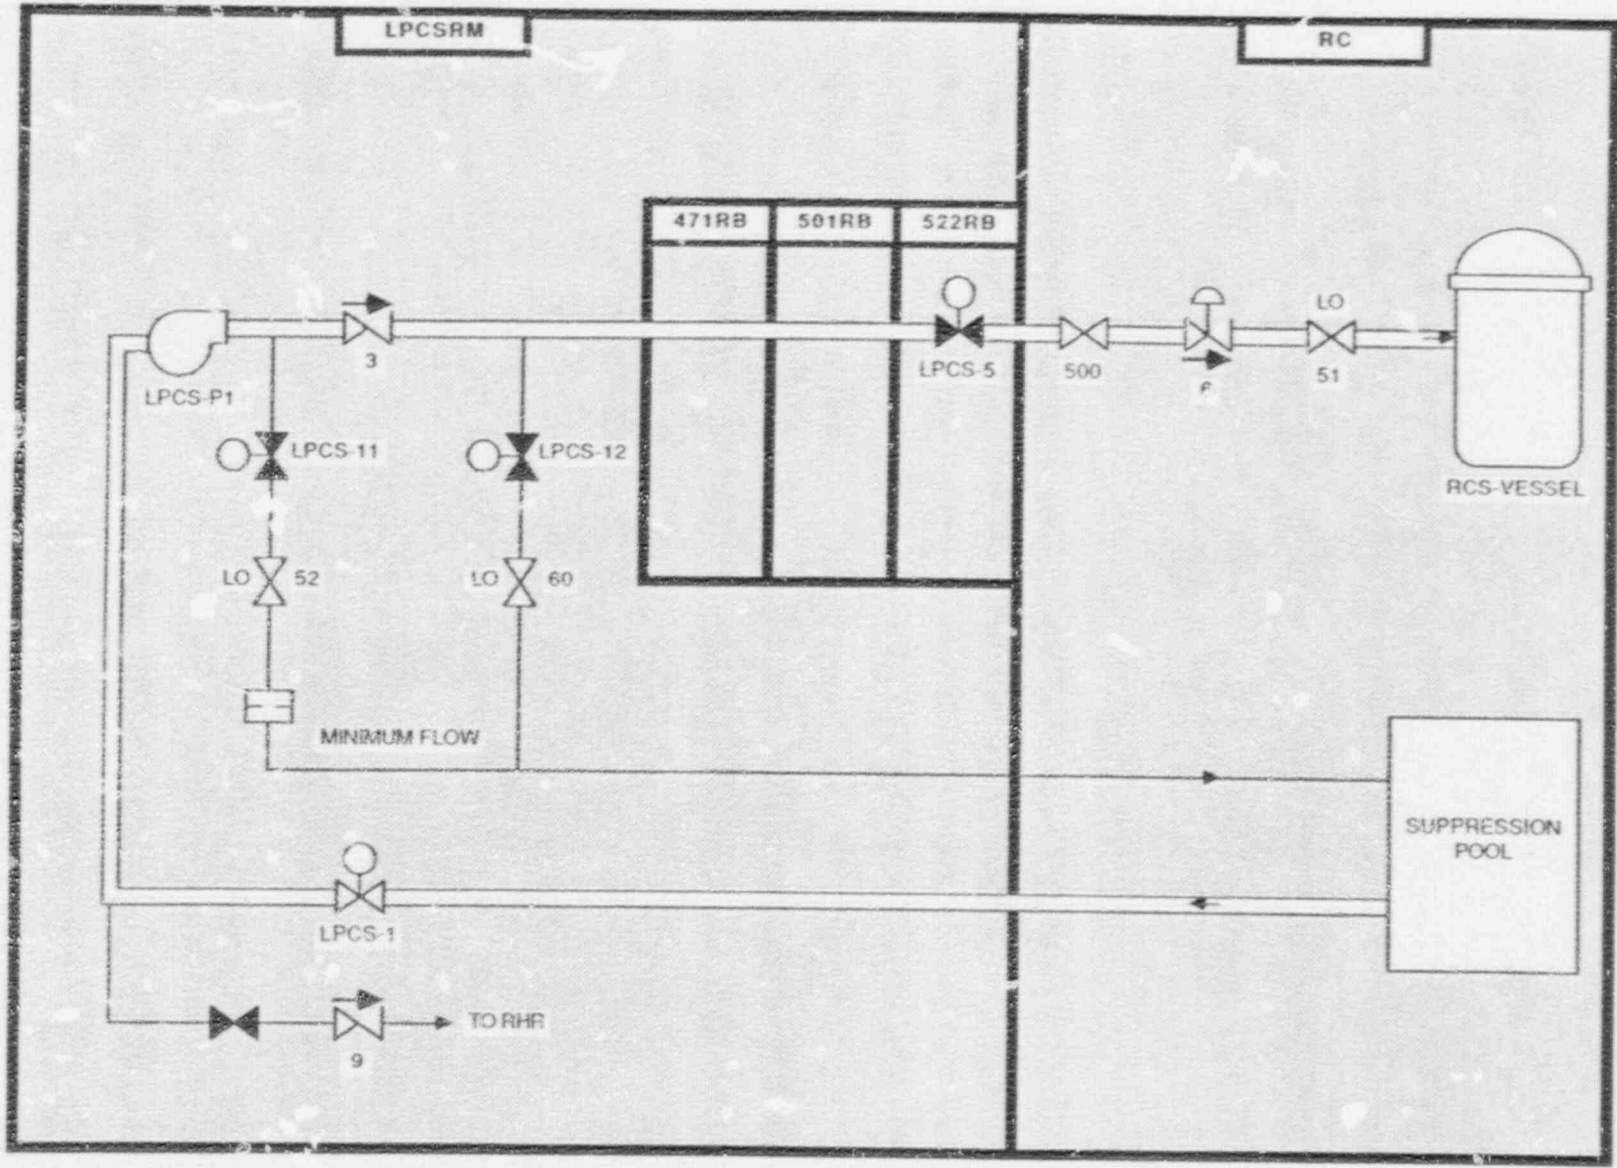 LPCSRM
RC
471RB
501RB
522RB
LO
3
LPCS-P1
LPCS-5
500
6
51
LPCS-11
LPCS-12
RCS-VESSEL
LO
52
LO
60
MINIMUM FLOW
SUPPRESSION
POOL
LPCS-1
TO RHR
9